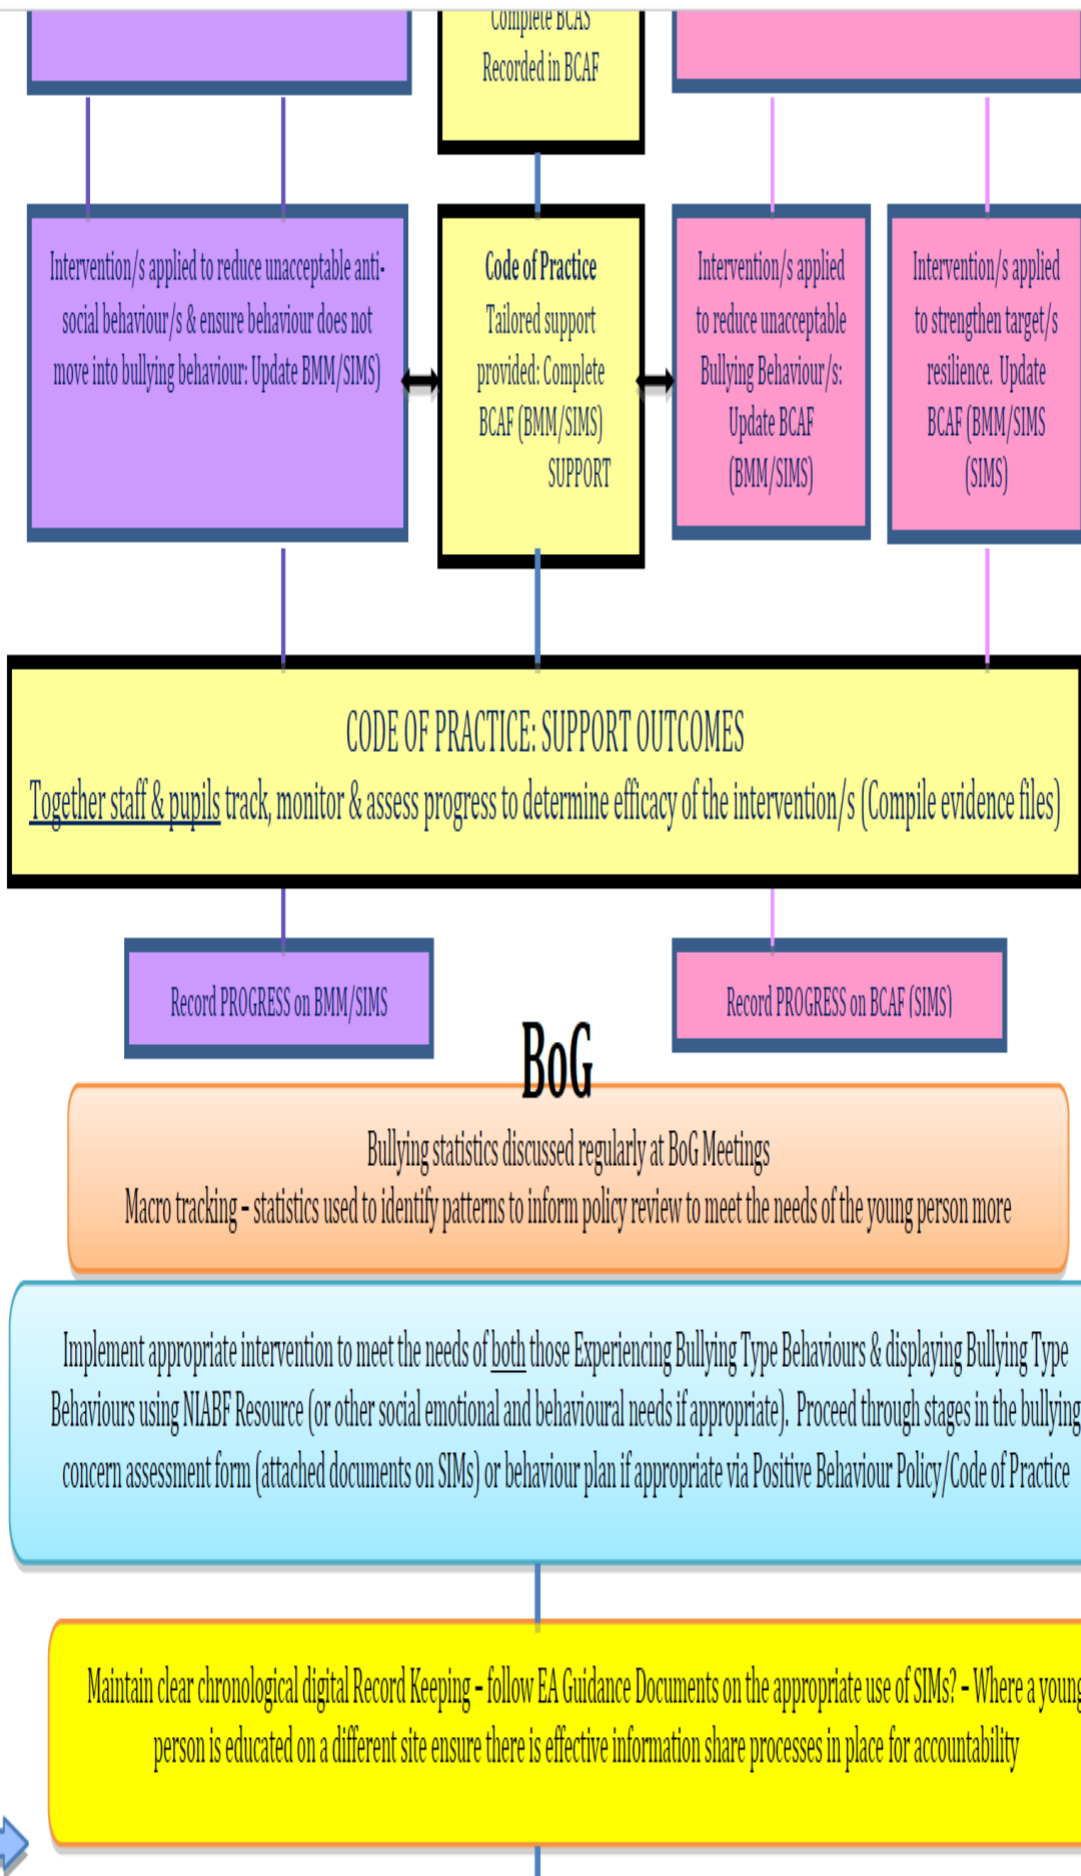 Complete BCAS
Recorded in BCAF
Intervention/s applied to reduce unacceptable anti-
social behaviour/s & ensure behaviour does not
move into bullying behaviour: Update BMM/SIMS)
Code of Practice
Tailored support
provided: Complete
BCAF (BMM/SIMS)
SUPPORT
Intervention/s applied
to reduce unacceptable
Bullying Behaviour/s:
Update BCAF
(BMM/SIMS)
Intervention/s applied
to strengthen target/s
resilience. Update
BCAF (BMM/SIMS
(SIMS)
CODE OF PRACTICE: SUPPORT OUTCOMES
Together staff & pupils track, monitor & assess progress to determine efficacy of the intervention/s (Compile evidence files)
Record PROGRESS on BMM/SIMS
Record PROGRESS on BCAF (SIMS)
BoG
Bullying statistics discussed regularly at BoG Meetings
Macro tracking – statistics used to identify patterns to inform policy review to meet the needs of the young person more
Implement appropriate intervention to meet the needs of both those Experiencing Bullying Type Behaviours & displaying Bullying Type
Behaviours using NIABF Resource (or other social emotional and behavioural needs if appropriate). Proceed through stages in the bullying
concern assessment form (attached documents on SIMs) or behaviour plan if appropriate via Positive Behaviour Policy/Code of Practice
Maintain clear chronological digital Record Keeping – follow EA Guidance Documents on the appropriate use of SIMs? – Where a young
person is educated on a different site ensure there is effective information share processes in place for accountability